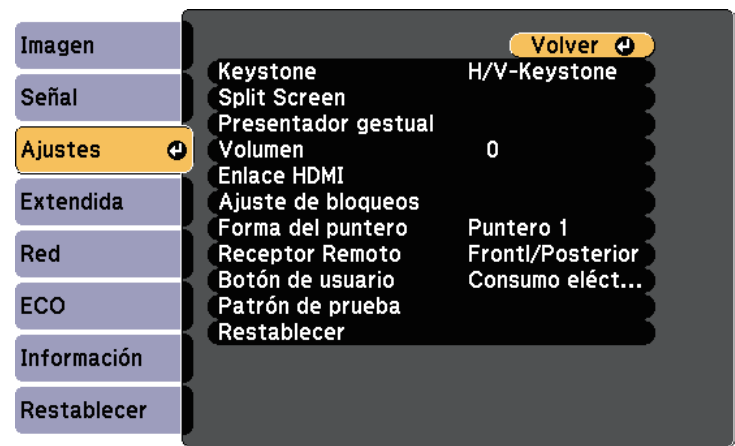 Imagen
Señal
Ajustes
Extendida
Red
ECO
Información
Restablecer
Volver
Keystone H/V-Keystone
Split Screen
Presentador gestual
Volumen 0
Enlace HDMI
Ajuste de bloqueos
Forma del puntero Puntero 1
Receptor Remoto Frontl/Posterior
Botón de usuario Consumo eléct...
Patrón de prueba
Restablecer